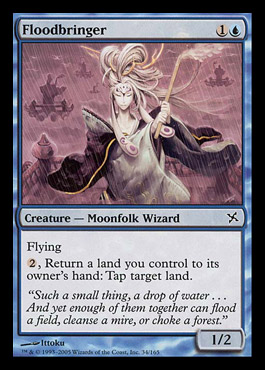 Floodbringer 1
Creature — Moonfolk Wizard
Flying
2, Return a land you control to its
owner's hand: Tap target land.
"Such a small thing, a drop of water . . .
And yet enough of them together can flood
a field, cleanse a mire, or choke a forest."
Ittoku
1/2
™ & © 1993–2005 Wizards of the Coast, Inc. 34/165